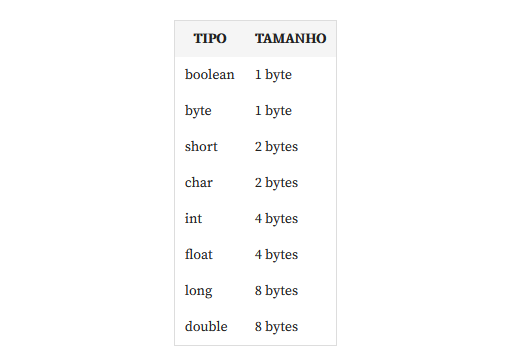 TIPO TAMANHO
boolean 1 byte
byte 1 byte
short 2 bytes
char 2 bytes
int 4 bytes
float 4 bytes
long 8 bytes
double 8 bytes